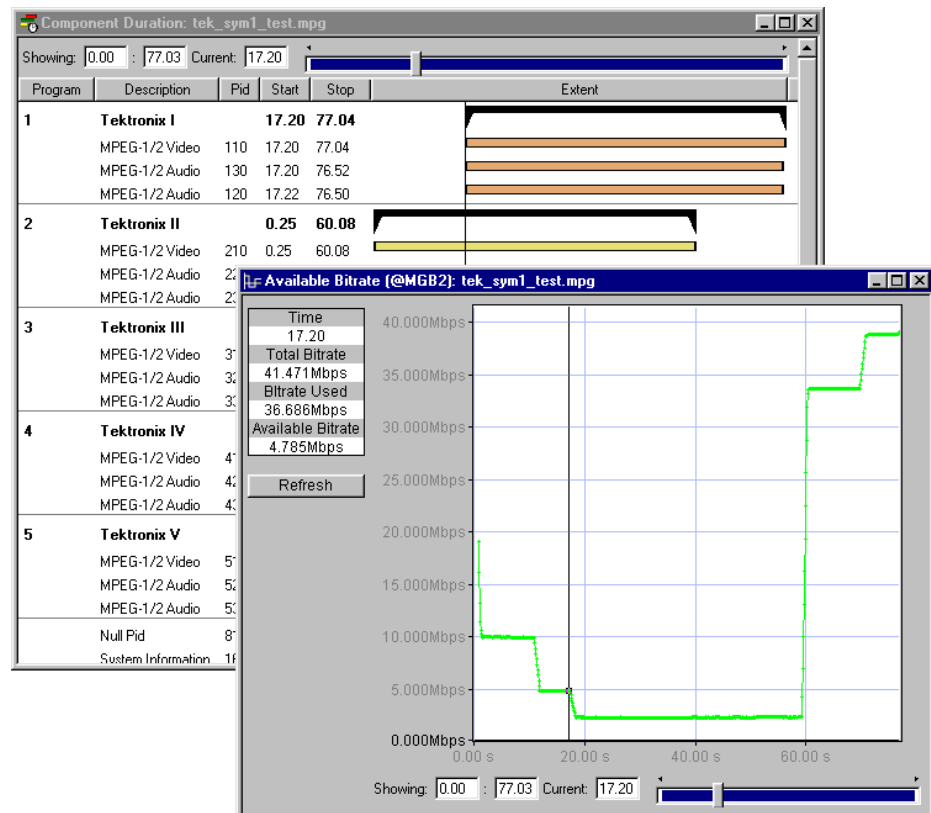 Component Duration: tek_sym1_test.mpg
Showing: 0.00 : 77.03 Current: 17.20
Program Description Pid Start Stop Extent
1 Tektronix I 17.20 77.04
MPEG-1/2 Video 110 17.20 77.04
MPEG-1/2 Audio 130 17.20 76.52
MPEG-1/2 Audio 120 17.22 76.50
2 Tektronix II 0.25 60.08
MPEG-1/2 Video 210 0.25 60.08
MPEG-1/2 Audio
MPEG-1/2 Audio
3 Tektronix III
MPEG-1/2 Video
MPEG-1/2 Audio
MPEG-1/2 Audio
4 Tektronix IV
MPEG-1/2 Video
MPEG-1/2 Audio
MPEG-1/2 Audio
5 Tektronix V
MPEG-1/2 Video
MPEG-1/2 Audio
MPEG-1/2 Audio
Null Pid
System Information
Available Bitrate (@MGB2): tek_sym1_test.mpg
Time
17.20
Total Bitrate
41.471Mbps
BItrate Used
36.686Mbps
Available Bitrate
4.785Mbps
Refresh
40.000Mbps
35.000Mbps
30.000Mbps
25.000Mbps
20.000Mbps
15.000Mbps
10.000Mbps
5.000Mbps
0.000Mbps
0.00 s 20.00 s 40.00 s 60.00 s
Showing: 0.00 : 77.03 Current: 17.20